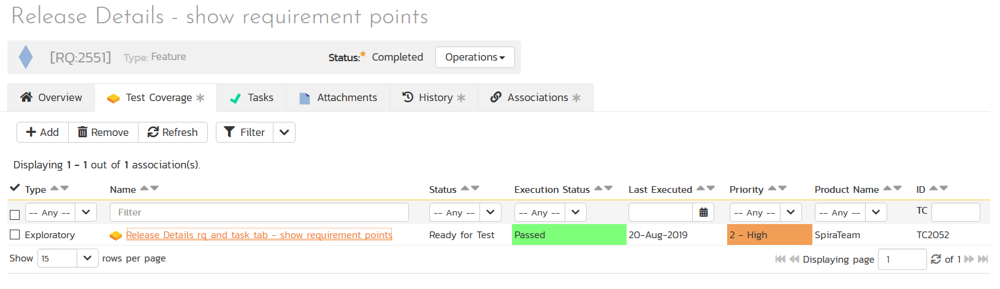 Release Details - show requirement points
[RQ:2551] Type: Feature Status: Completed Operations
Overview Test Coverage Tasks Attachments History Associations
Add Remove Refresh Filter
Displaying 1 - 1 out of 1 association(s).
Type Name Status Execution Status Last Executed Priority Product Name ID
-- Any -- Filter -- Any -- -- Any -- -- Any -- -- Any -- TC
Exploratory Release Details rq and task tab - show requirement points Ready for Test Passed 20-Aug-2019 2 - High SpiraTeam TC2052
Show 15 rows per page Displaying page 1 of 1